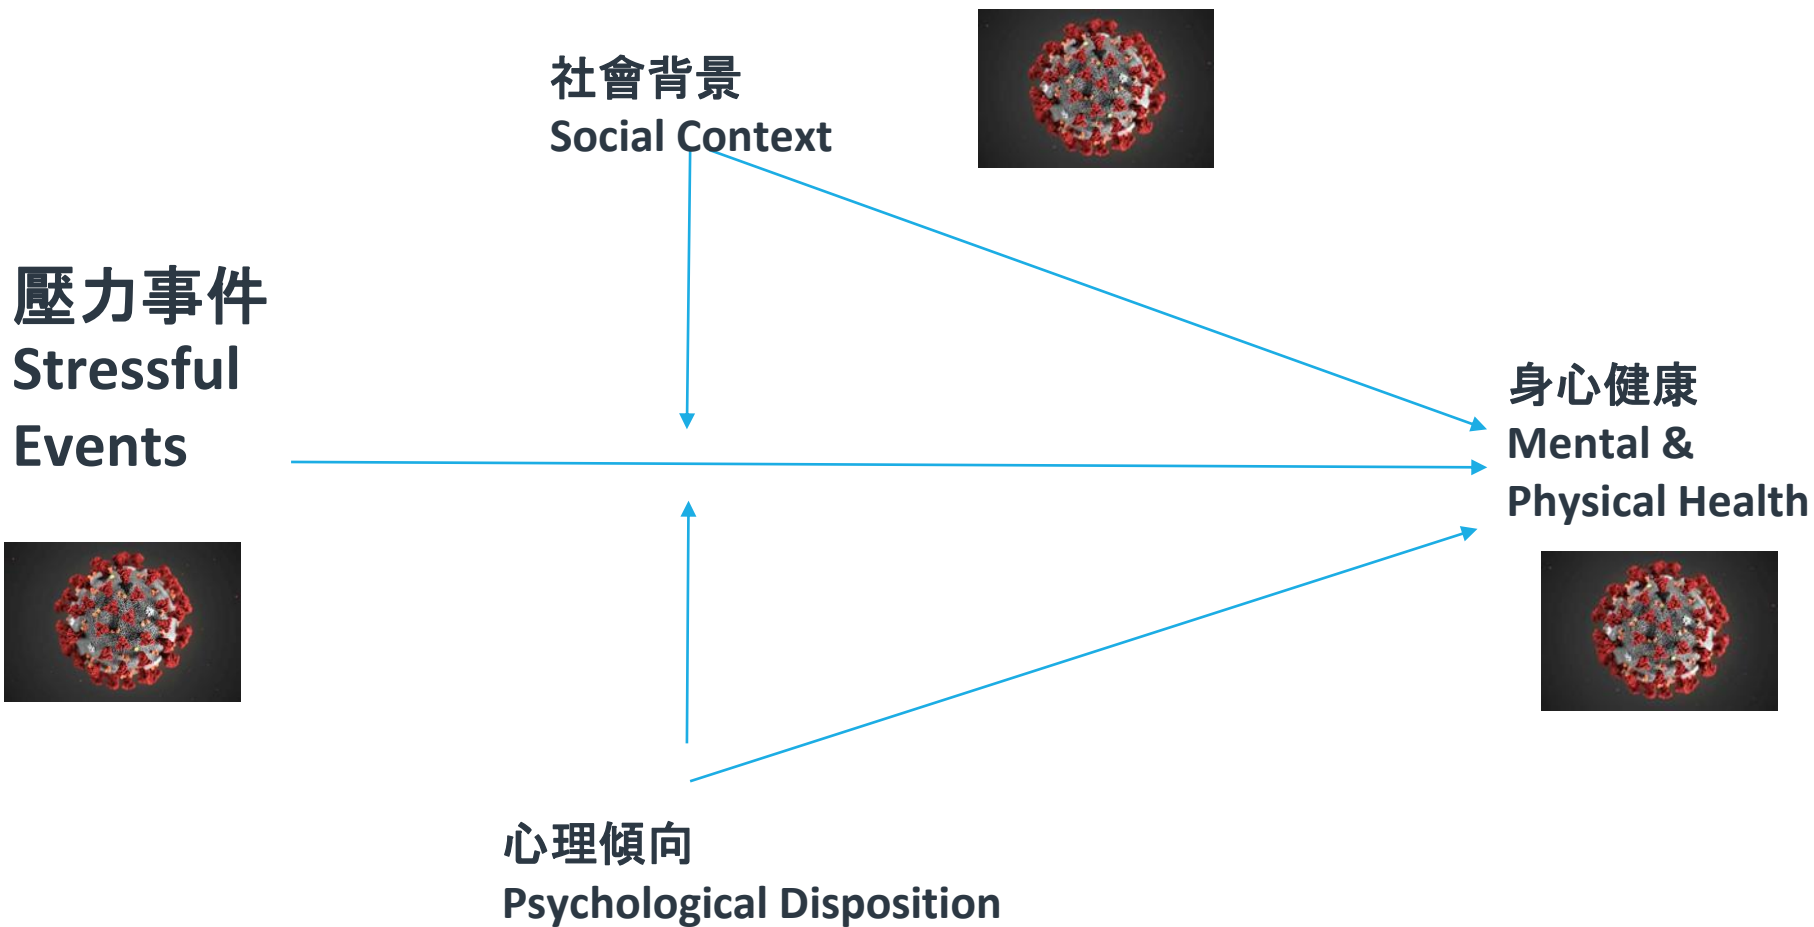 社會背景
Social Context
壓力事件
Stressful
Events
身心健康
Mental &
Physical Health
心理傾向
Psychological Disposition